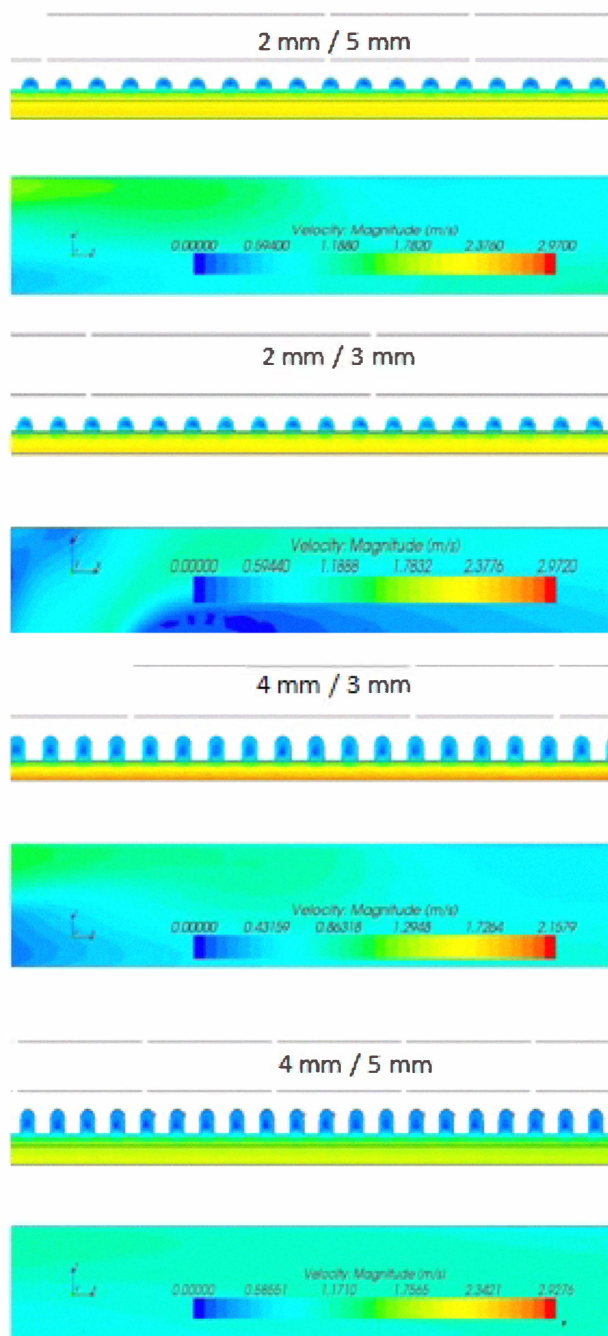 2 mm / 5 mm
Velocity: Magnitude (m/s)
0.00000 0.59400 1.1880 1.7820 2.3760 2.9700
2 mm / 3 mm
Velocity: Magnitude (m/s)
0.00000 0.59440 1.1888 1.7832 2.3776 2.9720
4 mm / 3 mm
Velocity: Magnitude (m/s)
0.00000 0.43159 0.86318 1.2948 1.7264 2.1579
4 mm / 5 mm
Velocity: Magnitude (m/s)
0.00000 0.58551 1.1710 1.7565 2.3421 2.9276